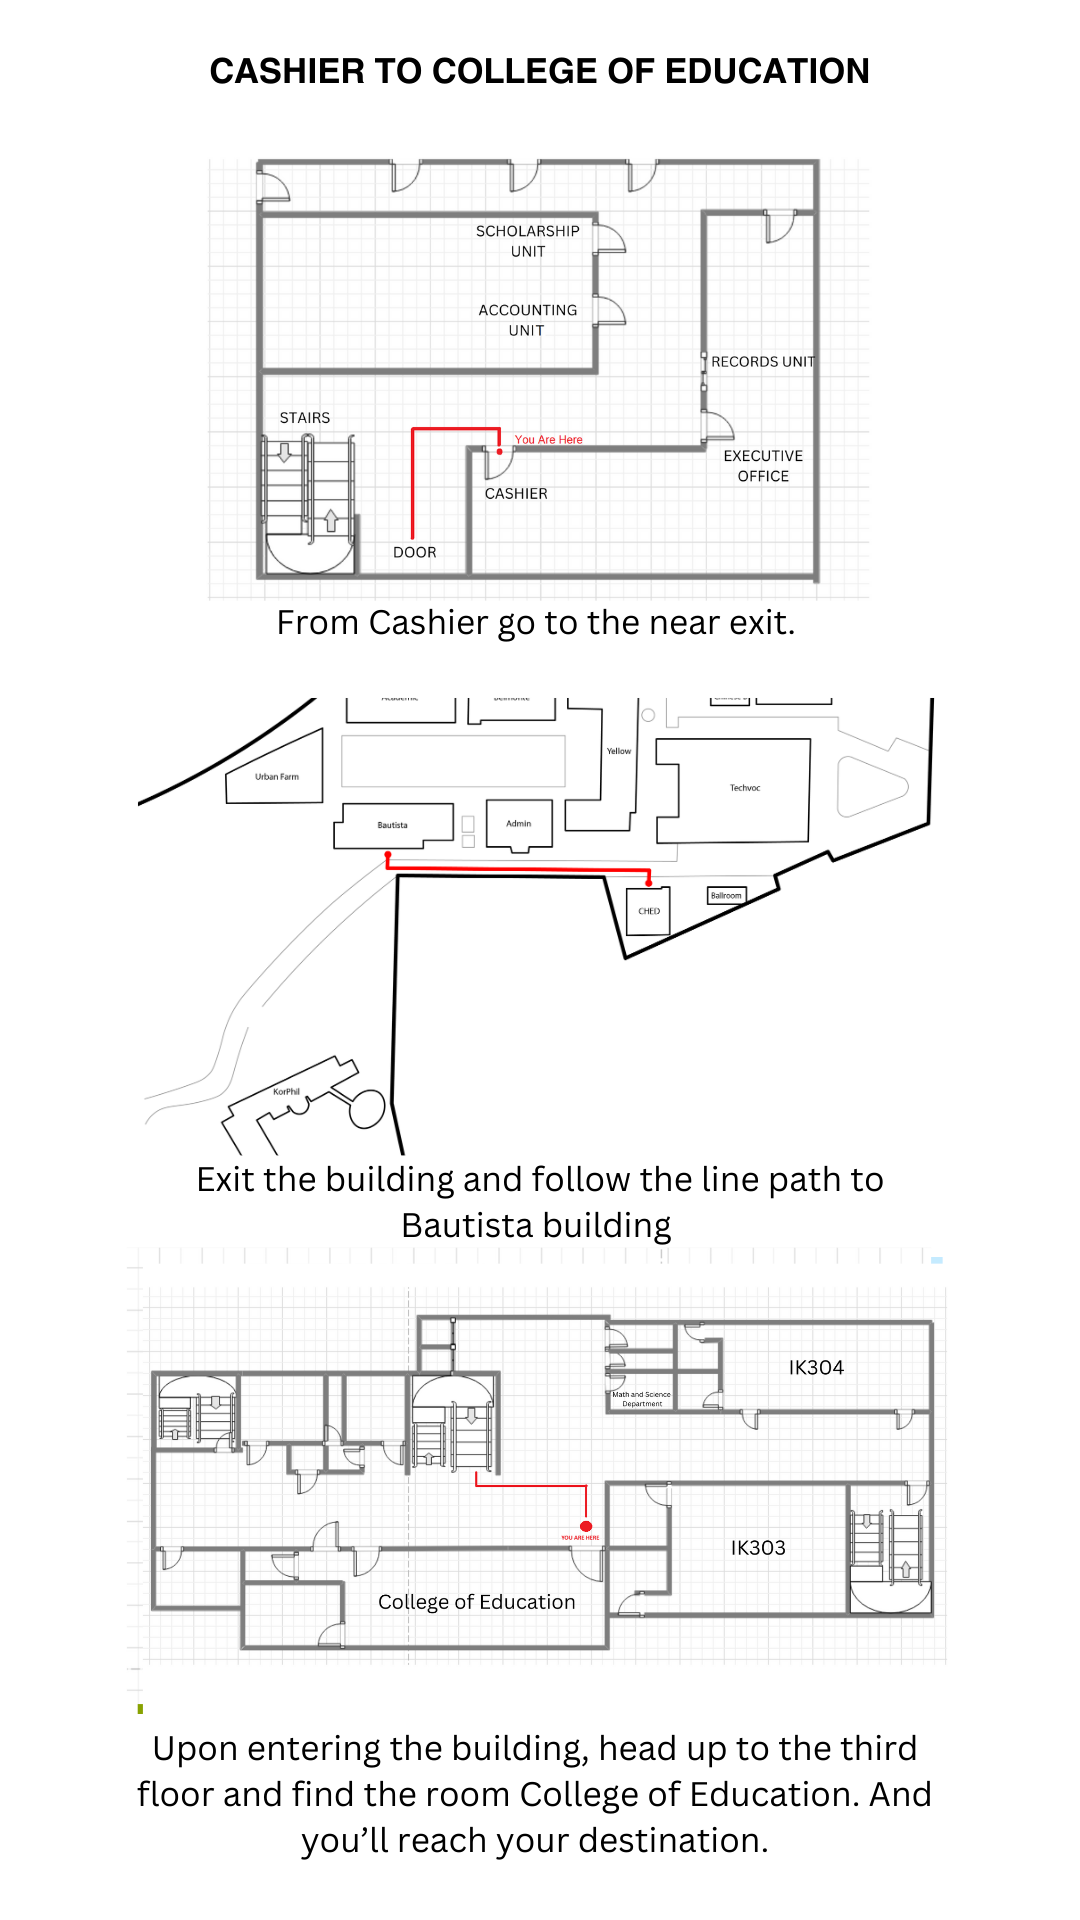 CASHIER TO COLLEGE OF EDUCATION
SCHOLARSHIP
UNIT
ACCOUNTING
UNIT
RECORDS UNIT
STAIRS
You Are Here
EXECUTIVE
OFFICE
CASHIER
DOOR
From Cashier go to the near exit.
Academic
Belmonte
Yellow
Urban Farm
Techvoc
Bautista
Admin
CHED
Ballroom
KorPhil
Exit the building and follow the line path to
Bautista building
IK304
Math and Science
Department
YOU ARE HERE
IK303
College of Education
Upon entering the building, head up to the third
floor and find the room College of Education. And
you’ll reach your destination.